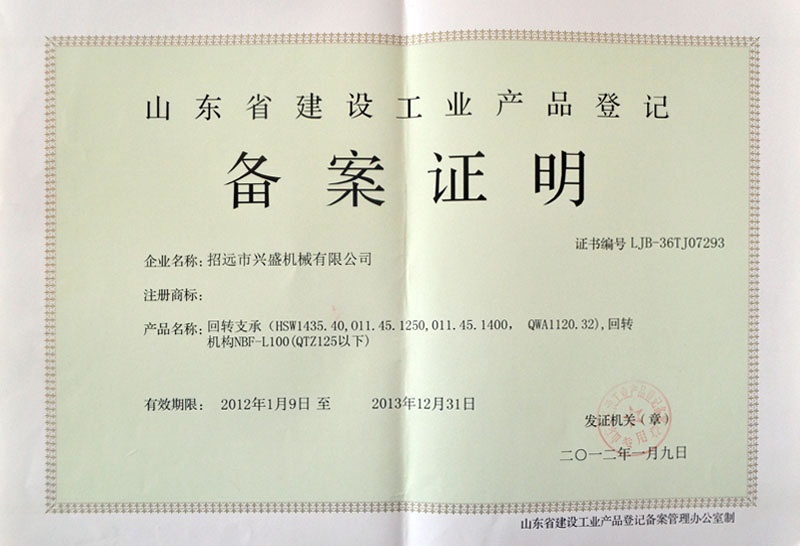 山东省建设工业产品登记
备案证明
证书编号 LJB-36TJ07293
企业名称: 招远市兴盛机械有限公司
注册商标:
产品名称: 回转支承（HSW1435.40,011.45.1250,011.45.1400， QWA1120.32),回转
机构NBF-L100(QTZ125以下)
有效期限: 2012年1月9日 至 2013年12月31日
发证机关（章）
二〇一二年一月九日
山东省建设工业产品登记备案管理办公室制